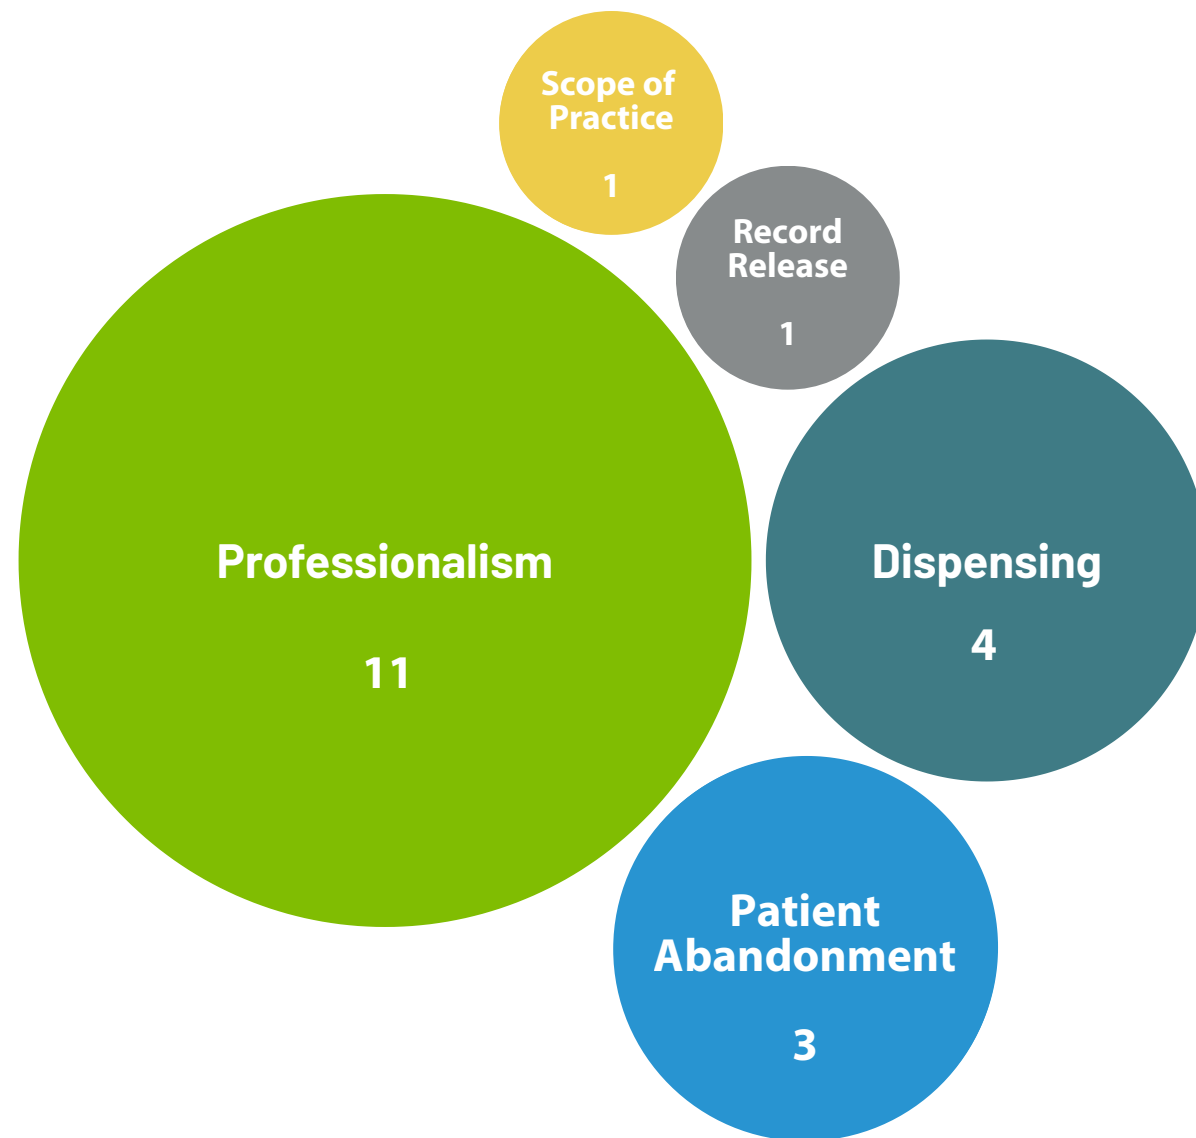 Scope of
Practice
1
Record
Release
1
Professionalism
11
Dispensing
4
Patient
Abandonment
3